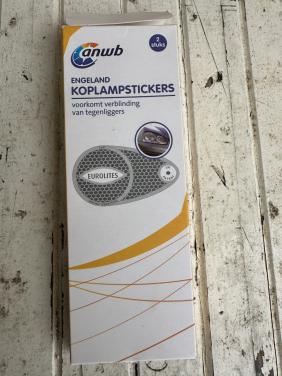 anwb
2
stuks
ENGELAND
KOPLAMPSTICKERS
voorkomt verblinding
van tegenliggers
EUROLITES